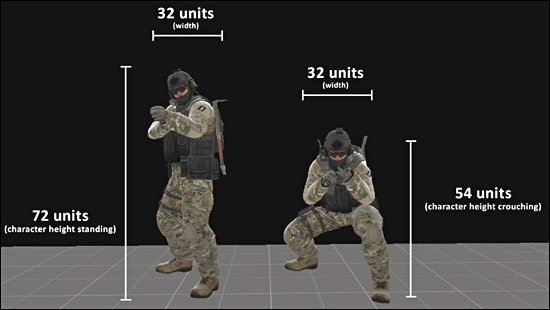 32 units
(width)
32 units
(width)
72 units
(character height standing)
54 units
(character height crouching)